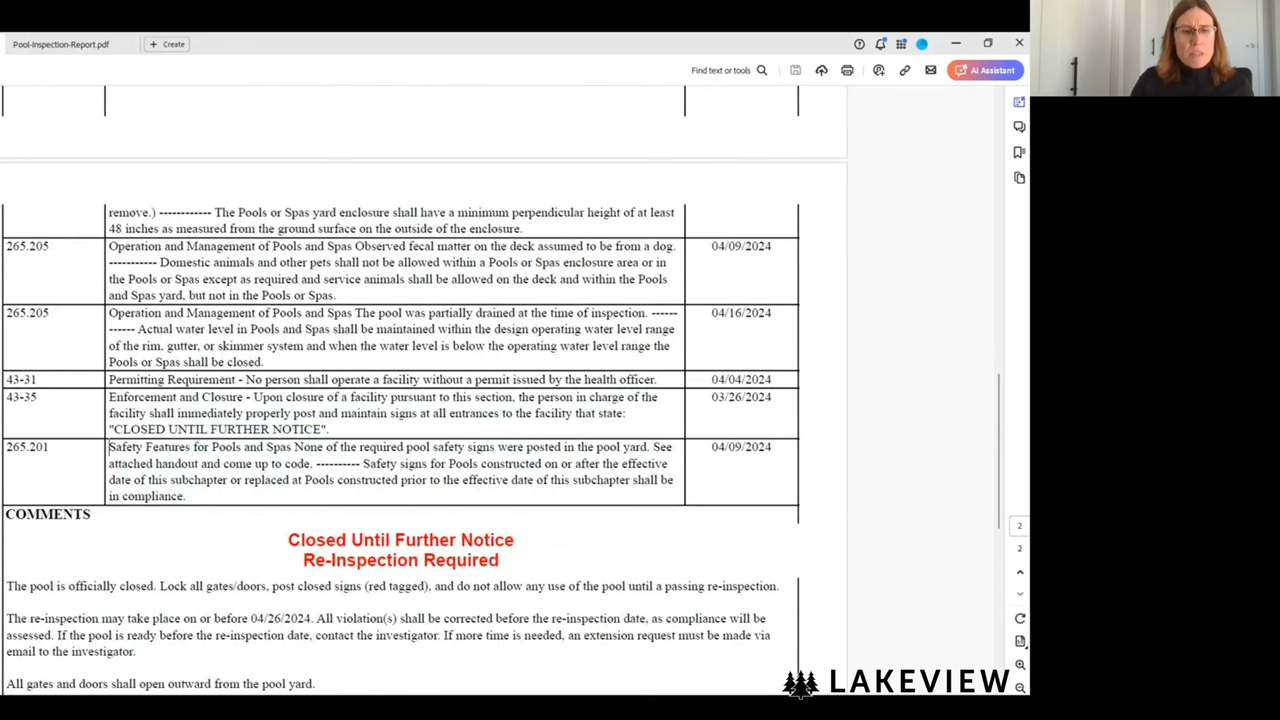 Pool-Inspection-Report.pdf
+ Create
Find text or tools
AI Assistant
remove.) ------------ The Pools or Spas yard enclosure shall have a minimum perpendicular height of at least
48 inches as measured from the ground surface on the outside of the enclosure.
265.205
Operation and Management of Pools and Spas Observed fecal matter on the deck assumed to be from a dog.
04/09/2024
----------- Domestic animals and other pets shall not be allowed within a Pools or Spas enclosure area or in
the Pools or Spas except as required and service animals shall be allowed on the deck and within the Pools
and Spas yard, but not in the Pools or Spas.
265.205
Operation and Management of Pools and Spas The pool was partially drained at the time of inspection. ------
04/16/2024
------ Actual water level in Pools and Spas shall be maintained within the design operating water level range
of the rim, gutter, or skimmer system and when the water level is below the operating water level range the
Pools or Spas shall be closed.
43-31
Permitting Requirement - No person shall operate a facility without a permit issued by the health officer.
04/04/2024
43-35
Enforcement and Closure - Upon closure of a facility pursuant to this section, the person in charge of the
03/26/2024
facility shall immediately properly post and maintain signs at all entrances to the facility that state:
"CLOSED UNTIL FURTHER NOTICE".
265.201
Safety Features for Pools and Spas None of the required pool safety signs were posted in the pool yard. See
04/09/2024
attached handout and come up to code. ---------- Safety signs for Pools constructed on or after the effective
date of this subchapter or replaced at Pools constructed prior to the effective date of this subchapter shall be
in compliance.
COMMENTS
Closed Until Further Notice
Re-Inspection Required
The pool is officially closed. Lock all gates/doors, post closed signs (red tagged), and do not allow any use of the pool until a passing re-inspection.
The re-inspection may take place on or before 04/26/2024. All violation(s) shall be corrected before the re-inspection date, as compliance will be
assessed. If the pool is ready before the re-inspection date, contact the investigator. If more time is needed, an extension request must be made via
email to the investigator.
All gates and doors shall open outward from the pool yard.
2
2
LAKEVIEW